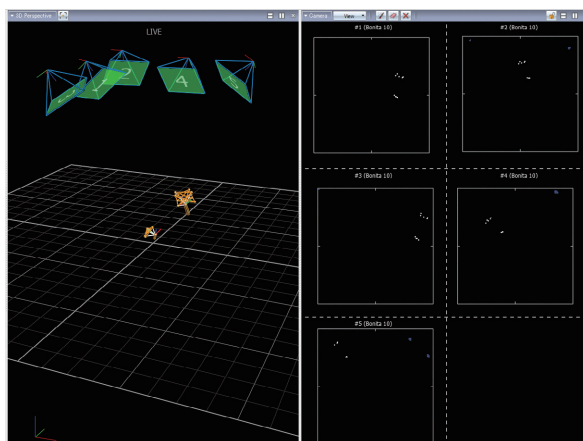 3D Perspective
LIVE
2
4
Camera
View
#1 (Bonita 10)
#2 (Bonita 10)
#3 (Bonita 10)
#4 (Bonita 10)
#5 (Bonita 10)